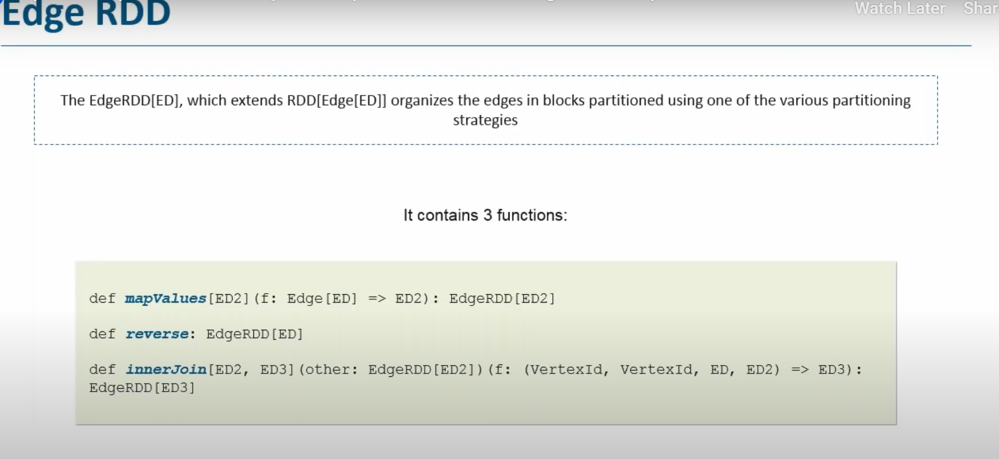 Edge RDD
Watch Later Shar
The EdgeRDD[ED], which extends RDD[Edge[ED]] organizes the edges in blocks partitioned using one of the various partitioning
strategies
It contains 3 functions:
def mapValues[ED2](f: Edge[ED] => ED2): EdgeRDD[ED2]
def reverse: EdgeRDD[ED]
def innerJoin[ED2, ED3](other: EdgeRDD[ED2])(f: (VertexId, VertexId, ED, ED2) => ED3):
EdgeRDD[ED3]